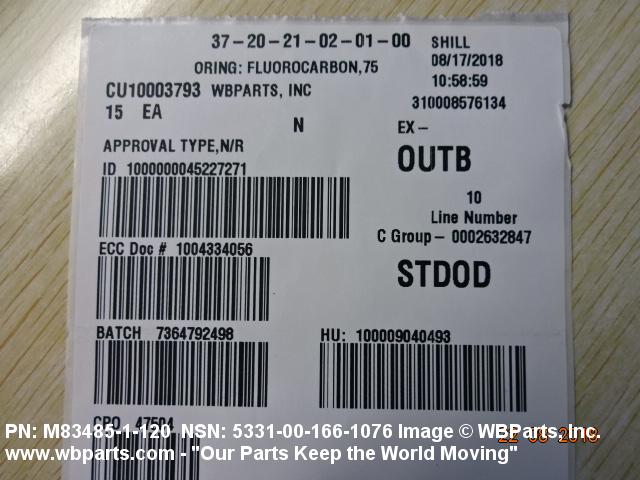 37-20-21-02-01-00
SHILL
ORING: FLUOROCARBON,75
08/17/2018
CU10003793 WBPARTS, INC
10:58:59
15 EA
310008576134
N
EX-
APPROVAL TYPE,N/R
OUTB
ID 1000000045227271
10
Line Number
C Group- 0002632847
ECC Doc # 1004334056
STDOD
BATCH 7364792498
HU: 100009040493
PN: M83485-1-120 NSN: 5331-00-166-1076 Image © WBParts, Inc.
www.wbparts.com - "Our Parts Keep the World Moving"